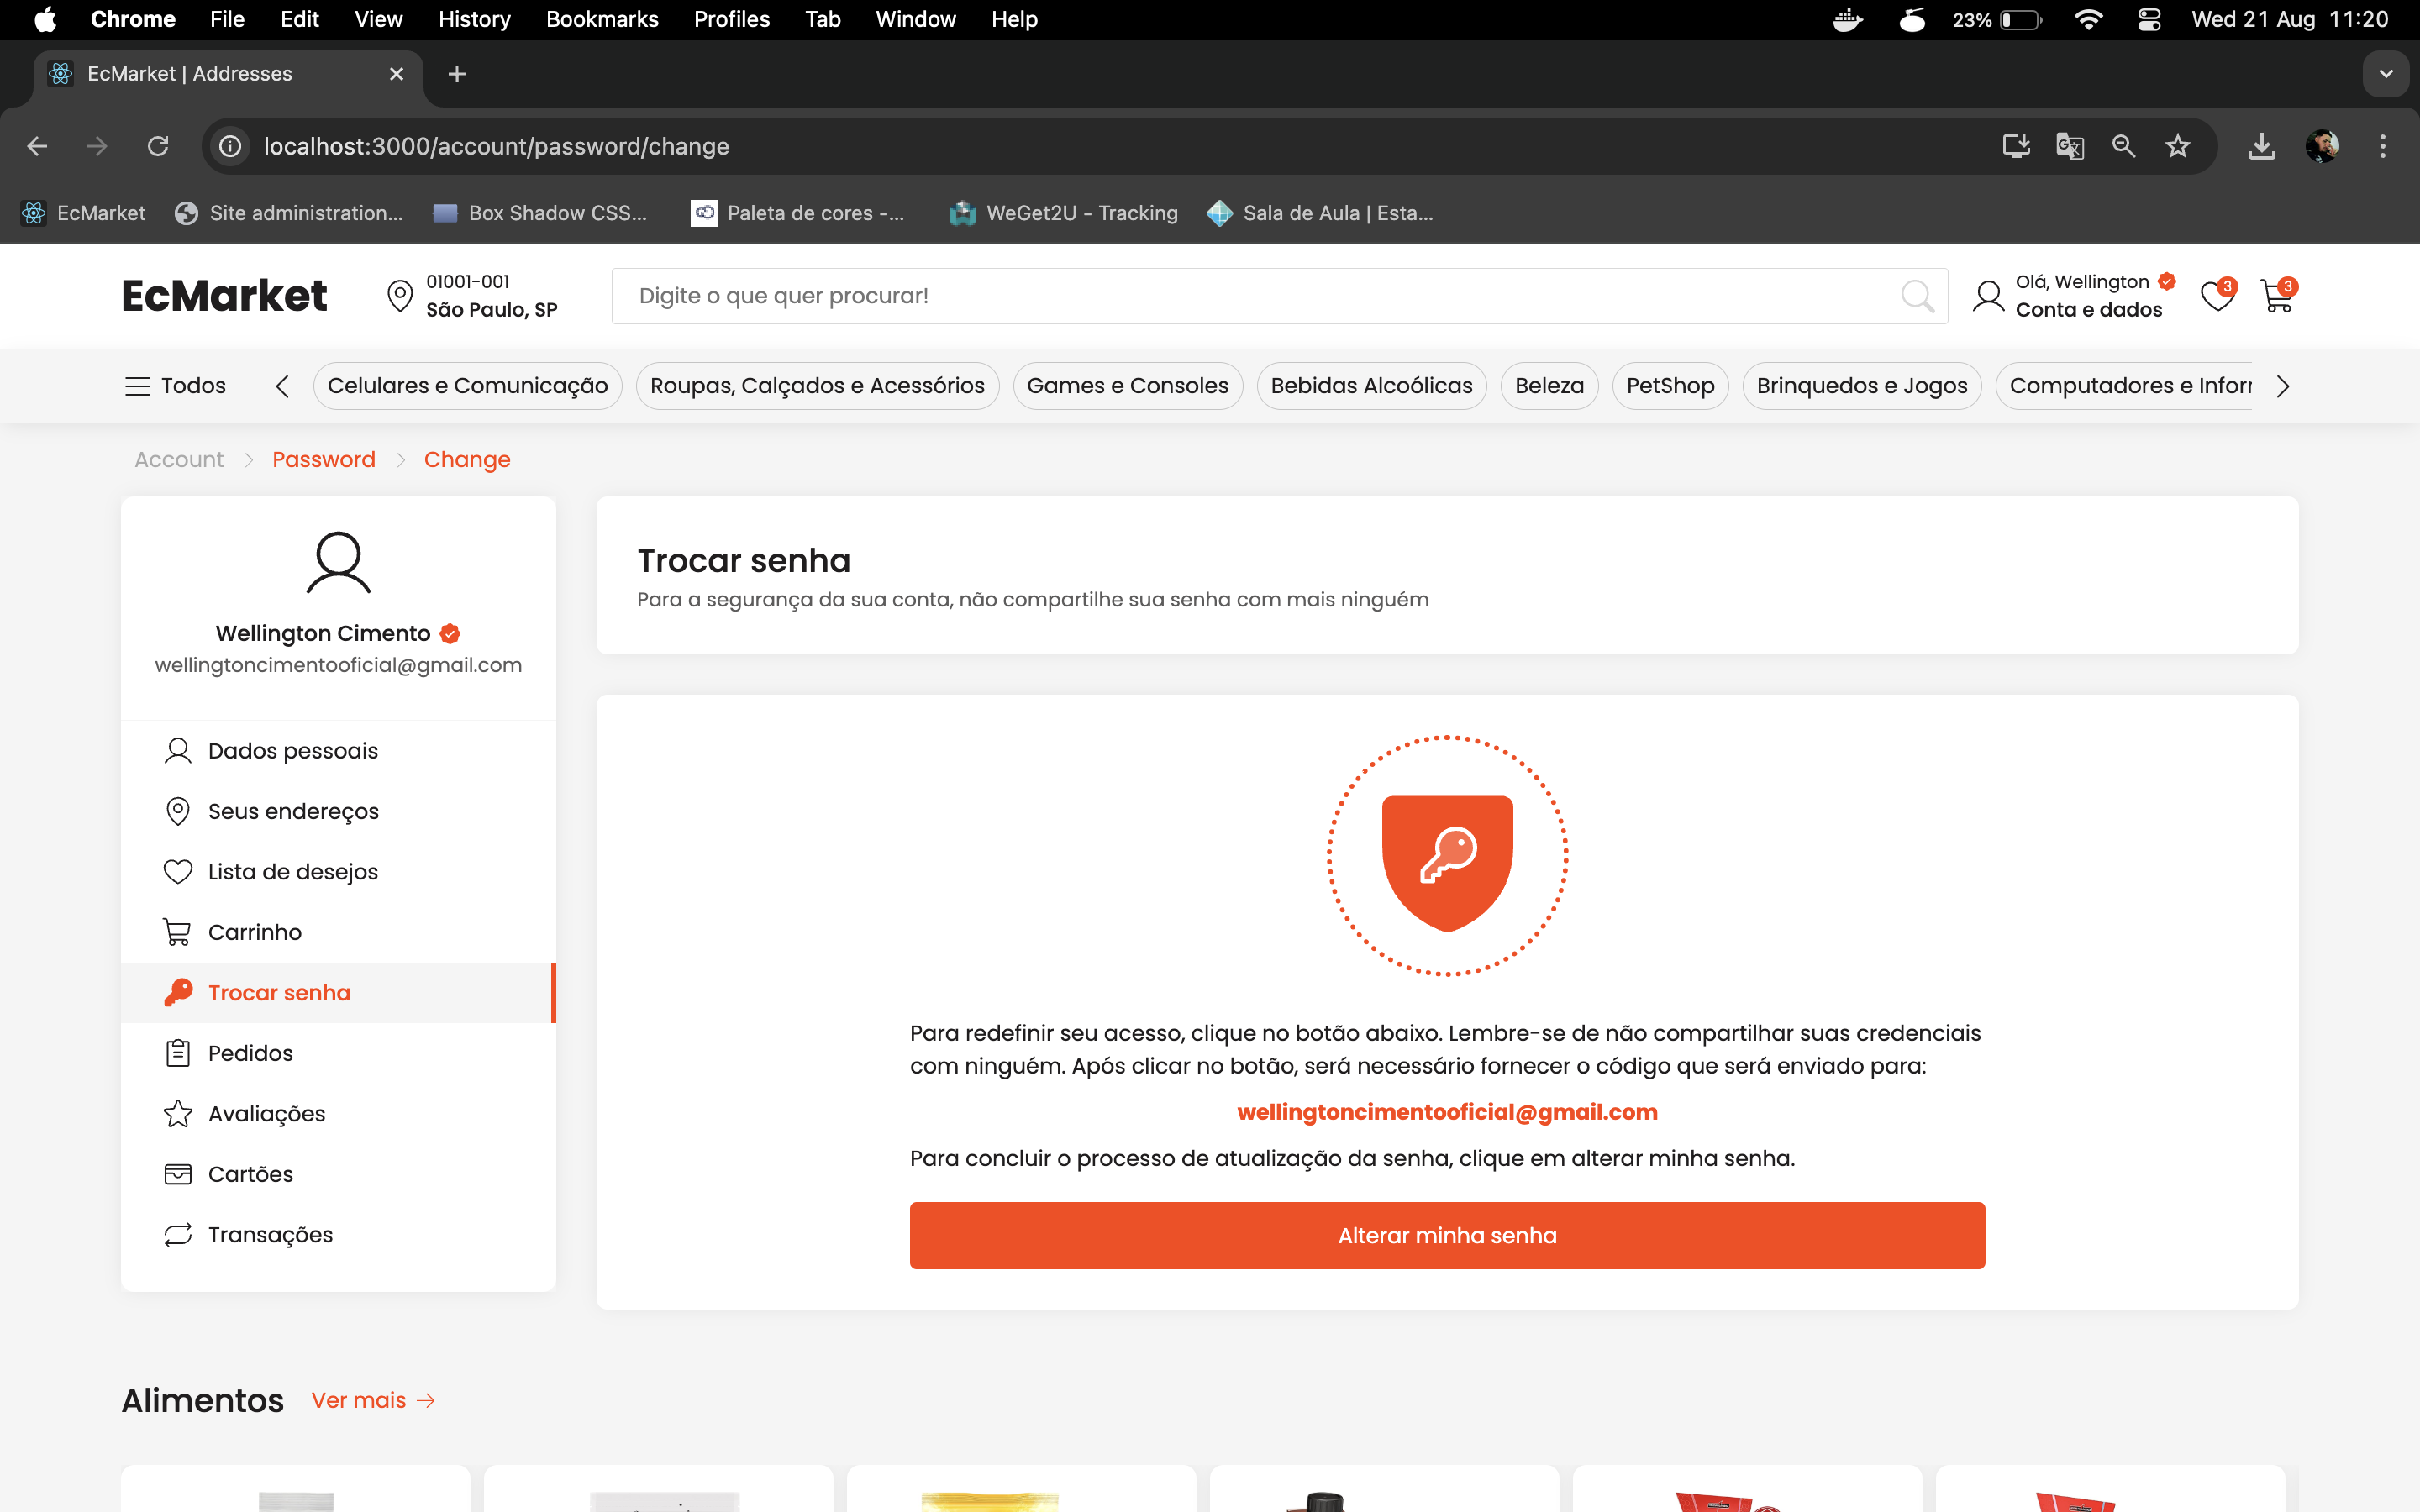 Chrome File Edit View History Bookmarks Profiles Tab Window Help 23% Wed 21 Aug 11:20
EcMarket | Addresses
localhost:3000/account/password/change
EcMarket Site administration... Box Shadow CSS... Paleta de cores -... WeGet2U - Tracking Sala de Aula | Esta...
EcMarket
01001-001
São Paulo, SP
Digite o que quer procurar!
Olá, Wellington
Conta e dados
3
3
Todos Celulares e Comunicação Roupas, Calçados e Acessórios Games e Consoles Bebidas Alcoólicas Beleza PetShop Brinquedos e Jogos Computadores e Infor
Account > Password > Change
Wellington Cimento
wellingtoncimentooficial@gmail.com
Dados pessoais
Seus endereços
Lista de desejos
Carrinho
Trocar senha
Pedidos
Avaliações
Cartões
Transações
Trocar senha
Para a segurança da sua conta, não compartilhe sua senha com mais ninguém
Para redefinir seu acesso, clique no botão abaixo. Lembre-se de não compartilhar suas credenciais
com ninguém. Após clicar no botão, será necessário fornecer o código que será enviado para:
wellingtoncimentooficial@gmail.com
Para concluir o processo de atualização da senha, clique em alterar minha senha.
Alterar minha senha
Alimentos Ver mais →